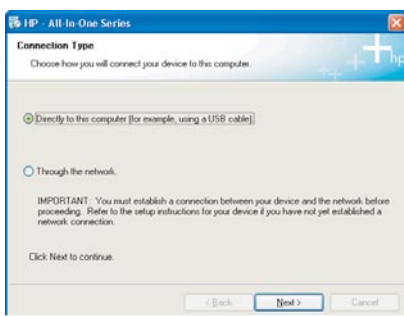 HP - All-In-One Series
Connection Type
Choose how you will connect your device to this computer.
hp
Directly to this computer (for example, using a USB cable).
Through the network.
IMPORTANT: You must establish a connection between your device and the network before
proceeding. Refer to the setup instructions for your device if you have not yet established a
network connection.
Click Next to continue.
< Back Next > Cancel